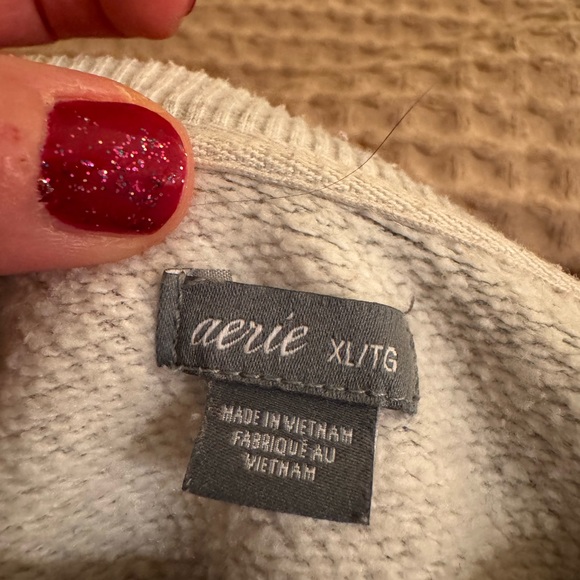 aerie XL/TG
MADE IN VIETNAM
FABRIQUÉ AU
VIETNAM